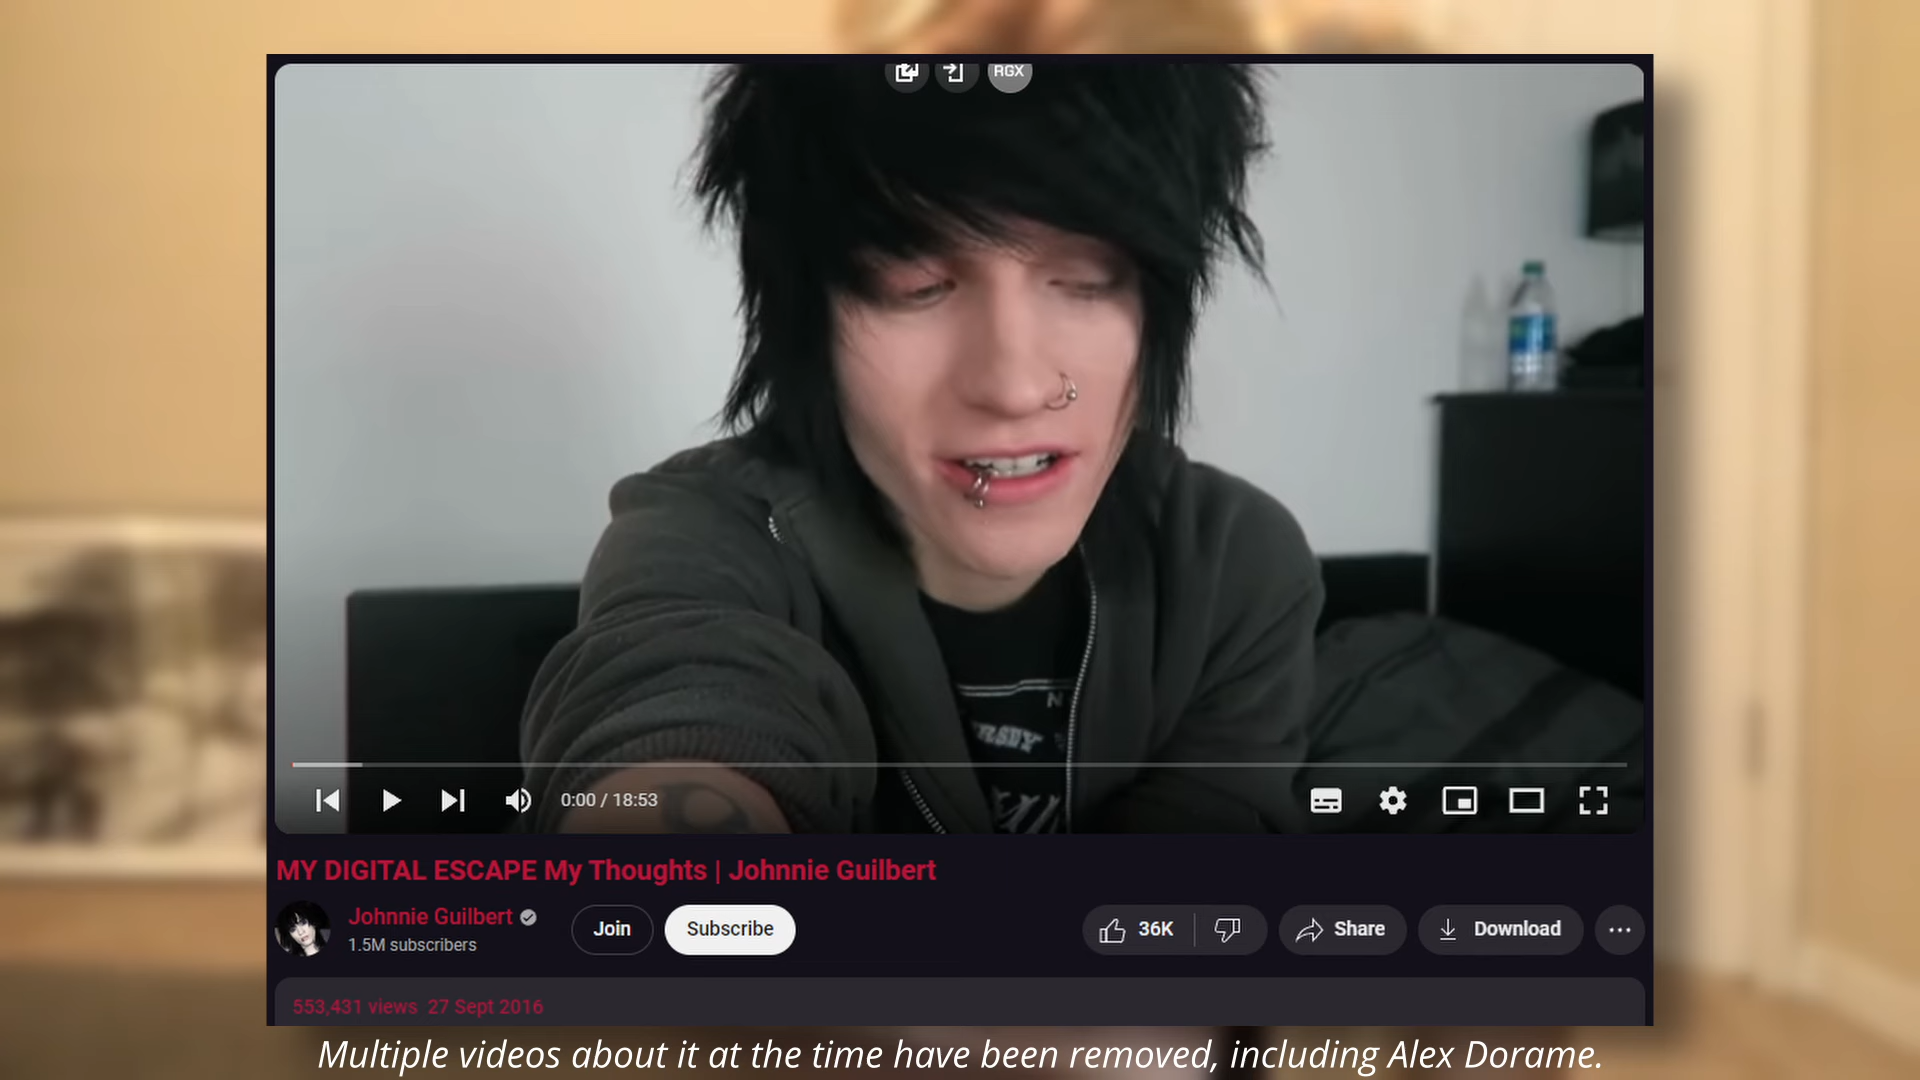 RGX
N
RSEY
0:00 / 18:53
MY DIGITAL ESCAPE My Thoughts | Johnnie Guilbert
Johnnie Guilbert
1.5M subscribers
Join
Subscribe
36K
Share
Download
553,431 views 27 Sept 2016
Multiple videos about it at the time have been removed, including Alex Dorame.